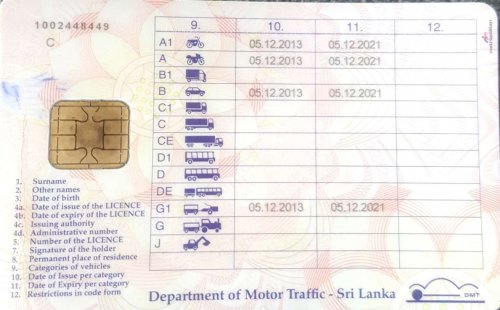 1002448449
C
9. 10. 11. 12.
A1 05.12.2013 05.12.2021
A 05.12.2013 05.12.2021
B1
B 05.12.2013 05.12.2021
C1
C
CE
D1
D
DE
G1 05.12.2013 05.12.2021
G
J
1. Surname
2. Other names
3. Date of birth
4a. Date of issue of the LICENCE
4b. Date of expiry of the LICENCE
4c. Issuing authority
4d. Administrative number
5. Number of the LICENCE
7. Signature of the holder
8. Permanent place of residence
9. Categories of vehicles
10. Date of Issue per category
11. Date of Expiry per category
12. Restrictions in code form
Department of Motor Traffic - Sri Lanka
DMT